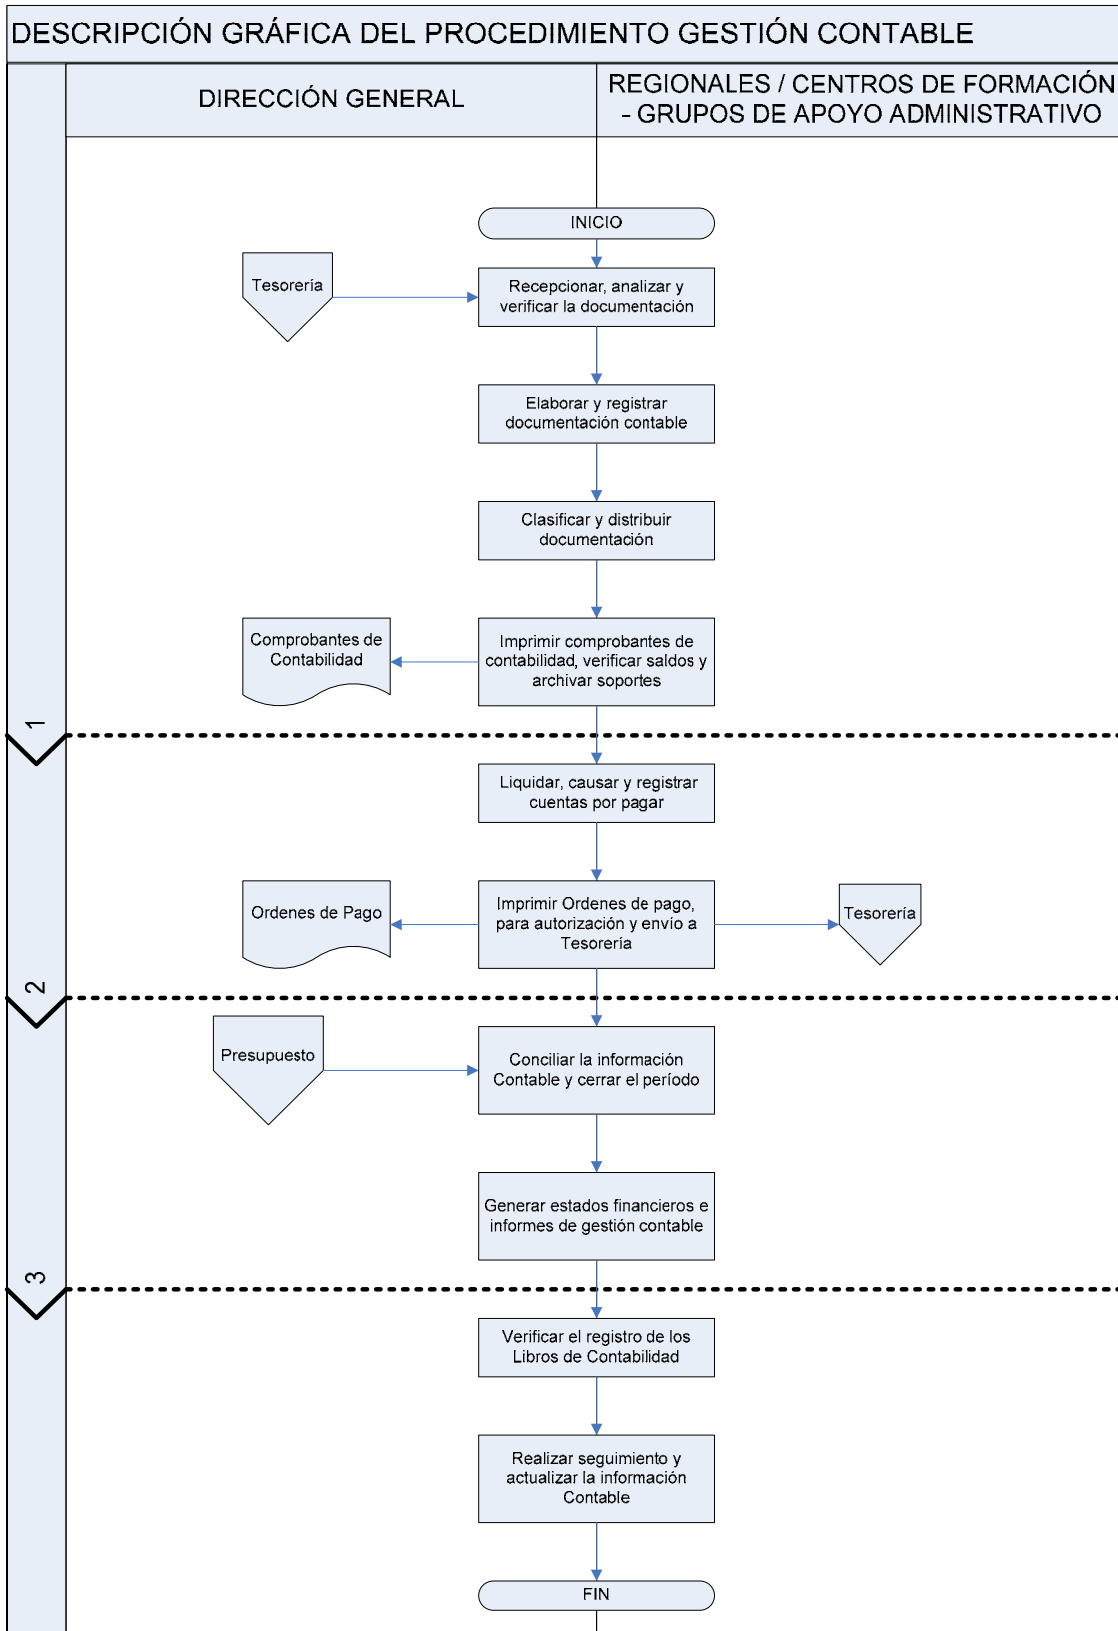 DESCRIPCIÓN GRÁFICA DEL PROCEDIMIENTO GESTIÓN CONTABLE
DIRECCIÓN GENERAL
REGIONALES / CENTROS DE FORMACIÓN
- GRUPOS DE APOYO ADMINISTRATIVO
INICIO
Tesorería
Recepcionar, analizar y
verificar la documentación
Elaborar y registrar
documentación contable
Clasificar y distribuir
documentación
Comprobantes de
Contabilidad
Imprimir comprobantes de
contabilidad, verificar saldos y
archivar soportes
1
Liquidar, causar y registrar
cuentas por pagar
Ordenes de Pago
Imprimir Ordenes de pago,
para autorización y envío a
Tesorería
Tesorería
2
Presupuesto
Conciliar la información
Contable y cerrar el período
Generar estados financieros e
informes de gestión contable
3
Verificar el registro de los
Libros de Contabilidad
Realizar seguimiento y
actualizar la información
Contable
FIN